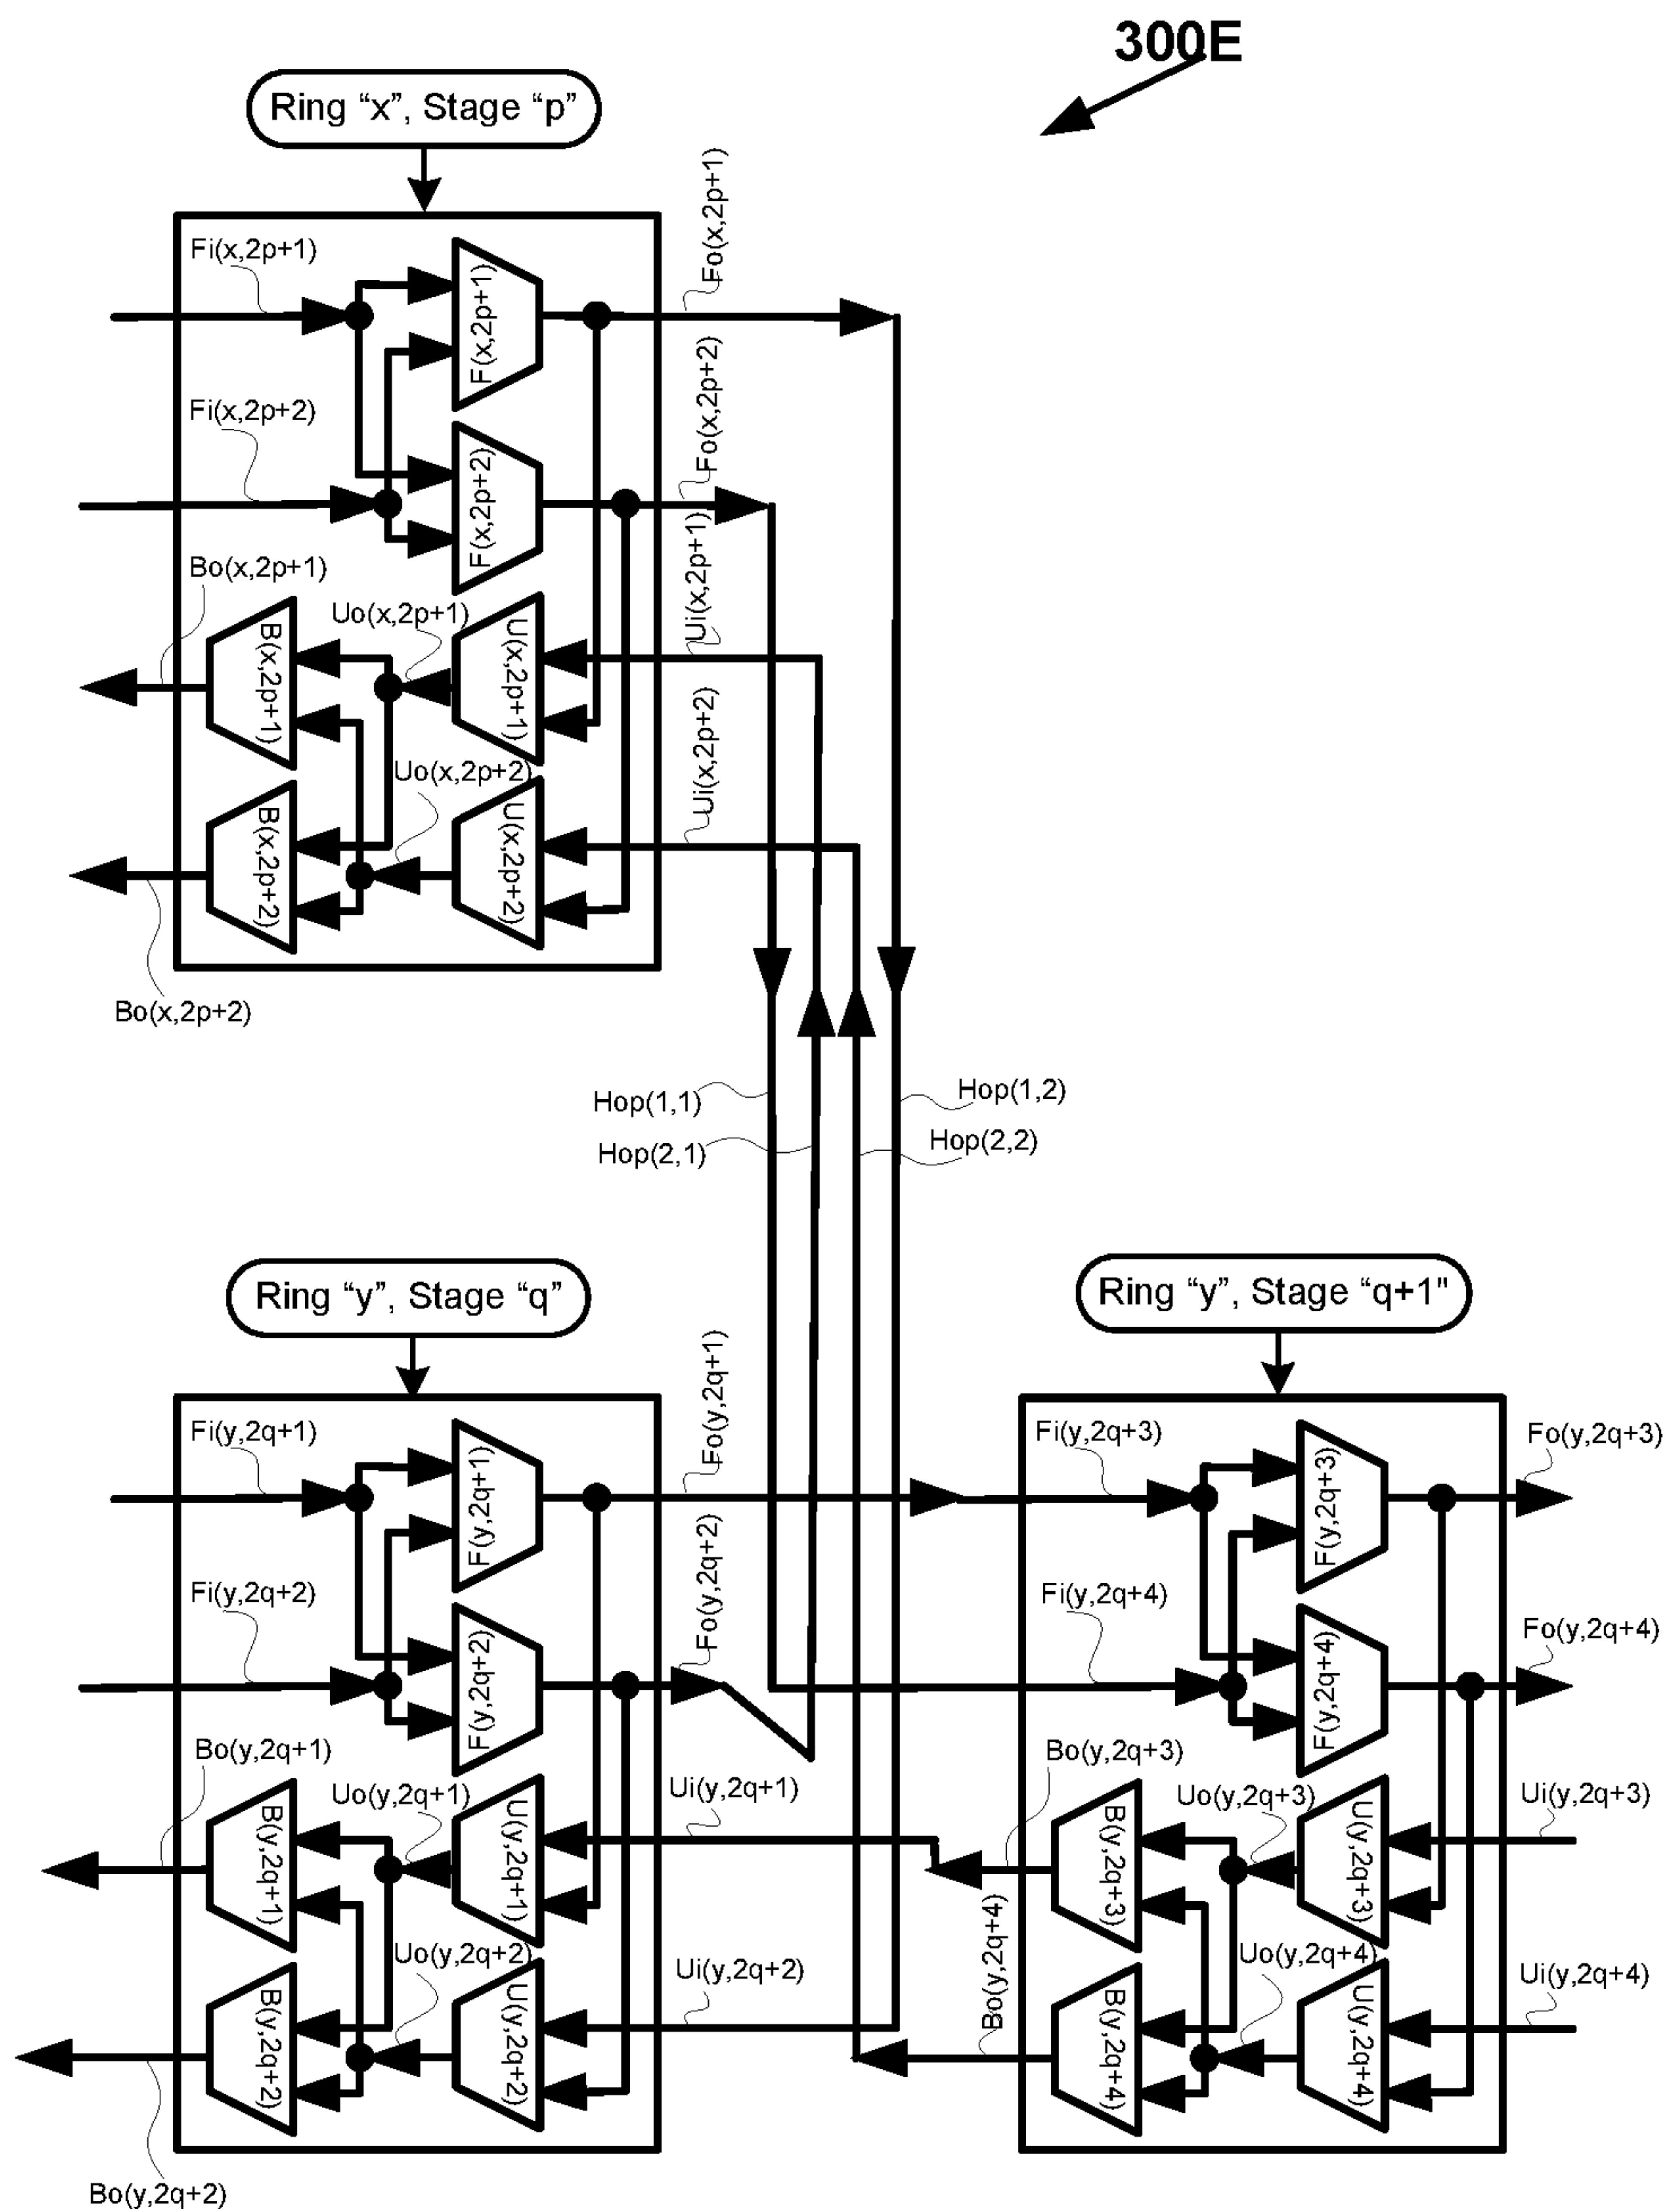 300E
Ring “x”, Stage “p”
Fi(x,2p+1)
Fo(x,2p+1)
F(x,2p+1)
Fi(x,2p+2)
Fo(x,2p+2)
F(x,2p+2)
Bo(x,2p+1)
Uo(x,2p+1)
Ui(x,2p+1)
B(x,2p+1)
U(x,2p+1)
Uo(x,2p+2)
Ui(x,2p+2)
B(x,2p+2)
U(x,2p+2)
Bo(x,2p+2)
Hop(1,1)
Hop(1,2)
Hop(2,1)
Hop(2,2)
Ring “y”, Stage “q”
Ring “y”, Stage “q+1"
Fi(y,2q+1)
Fo(y,2q+1)
F(y,2q+1)
Fi(y,2q+2)
Fo(y,2q+2)
F(y,2q+2)
Bo(y,2q+1)
Uo(y,2q+1)
Ui(y,2q+1)
B(y,2q+1)
U(y,2q+1)
Uo(y,2q+2)
Ui(y,2q+2)
B(y,2q+2)
U(y,2q+2)
Bo(y,2q+2)
Fi(y,2q+3)
Fo(y,2q+3)
F(y,2q+3)
Fi(y,2q+4)
Fo(y,2q+4)
F(y,2q+4)
Bo(y,2q+3)
Uo(y,2q+3)
Ui(y,2q+3)
B(y,2q+3)
U(y,2q+3)
Bo(y,2q+4)
Uo(y,2q+4)
Ui(y,2q+4)
B(y,2q+4)
U(y,2q+4)